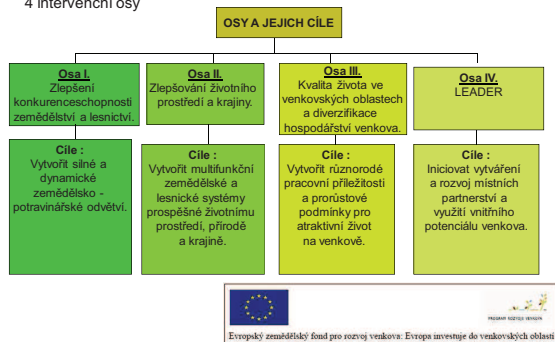 4 intervenční osy
OSY A JEJICH CÍLE
Osa I.
Zlepšení
konkurenceschopnosti
zemědělství a lesnictví.
Osa II.
Zlepšování životního
prostředí a krajiny.
Osa III.
Kvalita života ve
venkovských oblastech
a diverzifikace
hospodářství venkova.
Osa IV.
LEADER
Cíle :
Vytvořit silné a
dynamické
zemědělsko -
potravinářské odvětví.
Cíle :
Vytvořit multifunkční
zemědělské a
lesnické systémy
prospěšné životnímu
prostředí, přírodě
a krajině.
Cíle :
Vytvořit různorodé
pracovní příležitosti
a prorůstové
podmínky pro
atraktivní život
na venkově.
Cíle :
Iniciovat vytváření
a rozvoj místních
partnerství a
využití vnitřního
potenciálu venkova.
PROGRAM ROZVOJE VENKOVA
Evropský zemědělský fond pro rozvoj venkova: Evropa investuje do venkovských oblastí